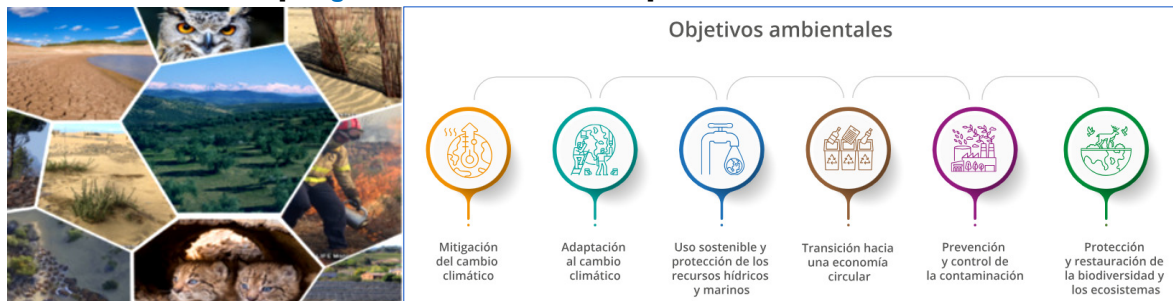 Objetivos ambientales
Mitigación
del cambio
climático
Adaptación
al cambio
climático
Uso sostenible y
protección de los
recursos hídricos
y marinos
Transición hacia
una economía
circular
Prevención
y control de
la contaminación
Protección
y restauración de
la biodiversidad y
los ecosistemas